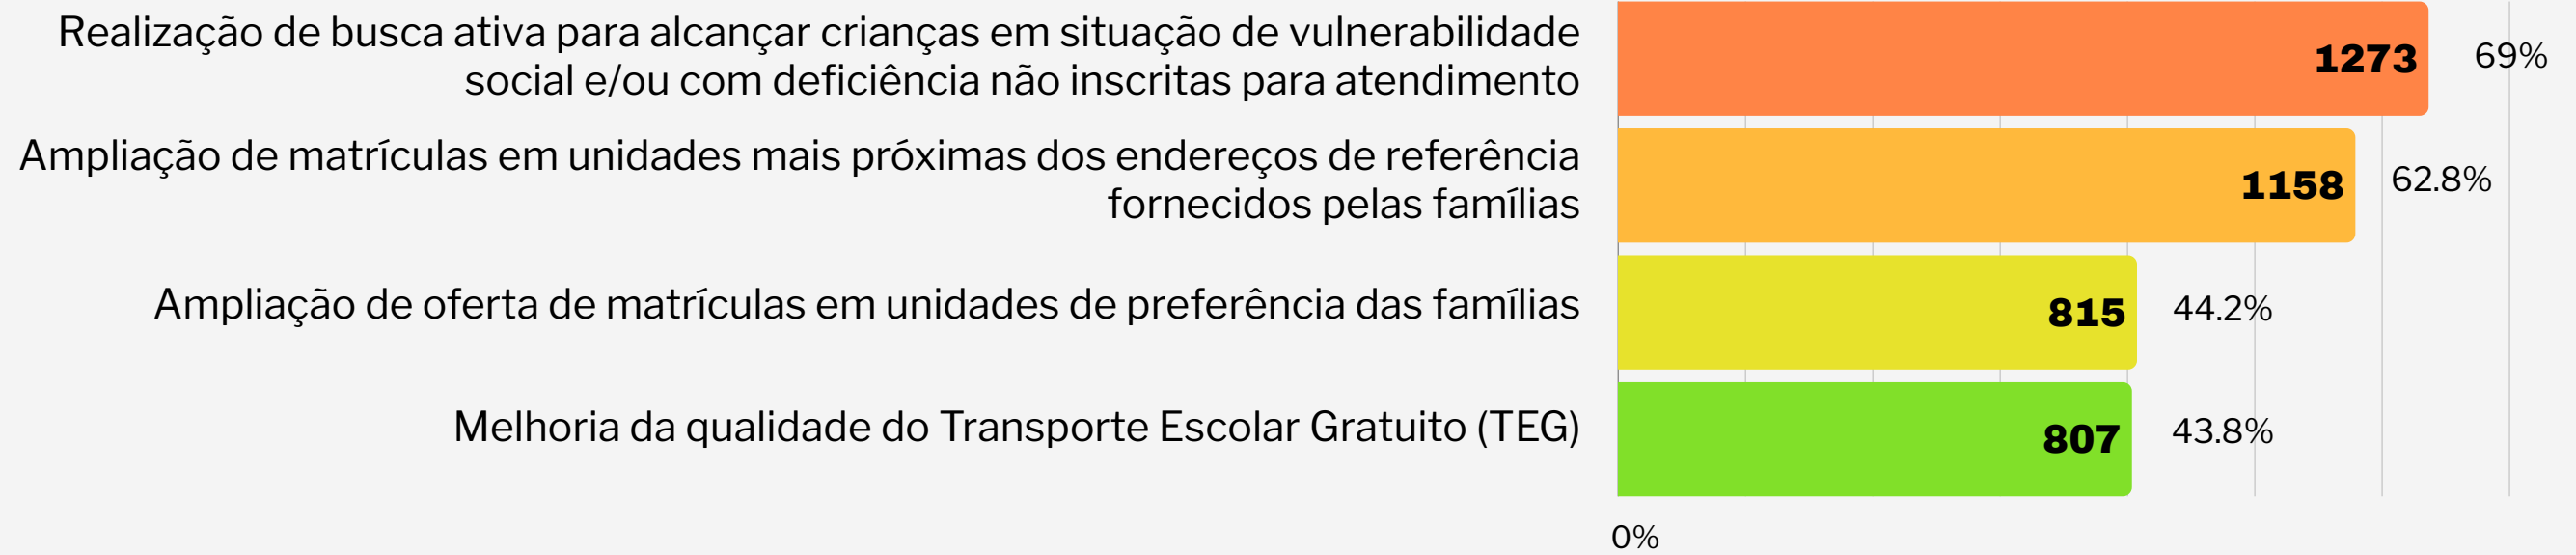 Realização de busca ativa para alcançar crianças em situação de vulnerabilidade
social e/ou com deficiência não inscritas para atendimento
1273 69%
Ampliação de matrículas em unidades mais próximas dos endereços de referência
fornecidos pelas famílias
1158 62.8%
Ampliação de oferta de matrículas em unidades de preferência das famílias
815 44.2%
Melhoria da qualidade do Transporte Escolar Gratuito (TEG)
807 43.8%
0%